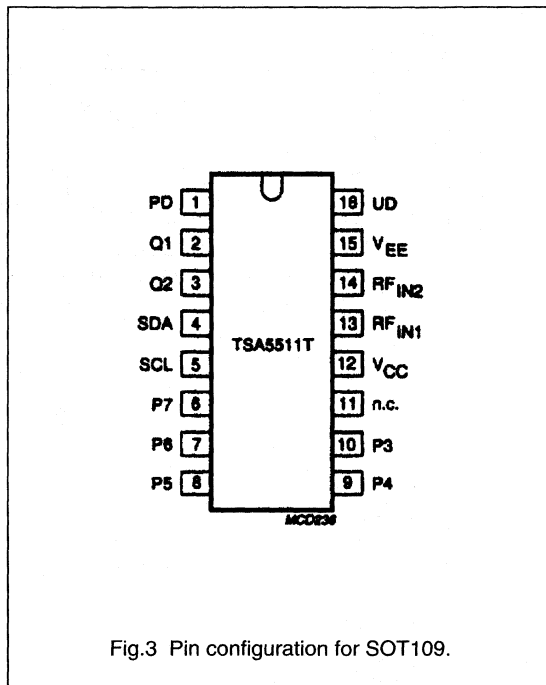 PD 1 16 UD
Q1 2 15 VEE
Q2 3 14 RFIN2
SDA 4 13 RFIN1
TSA5511T
SCL 5 12 VCC
P7 6 11 n.c.
P6 7 10 P3
P5 8 9 P4
MCD236
Fig.3 Pin configuration for SOT109.